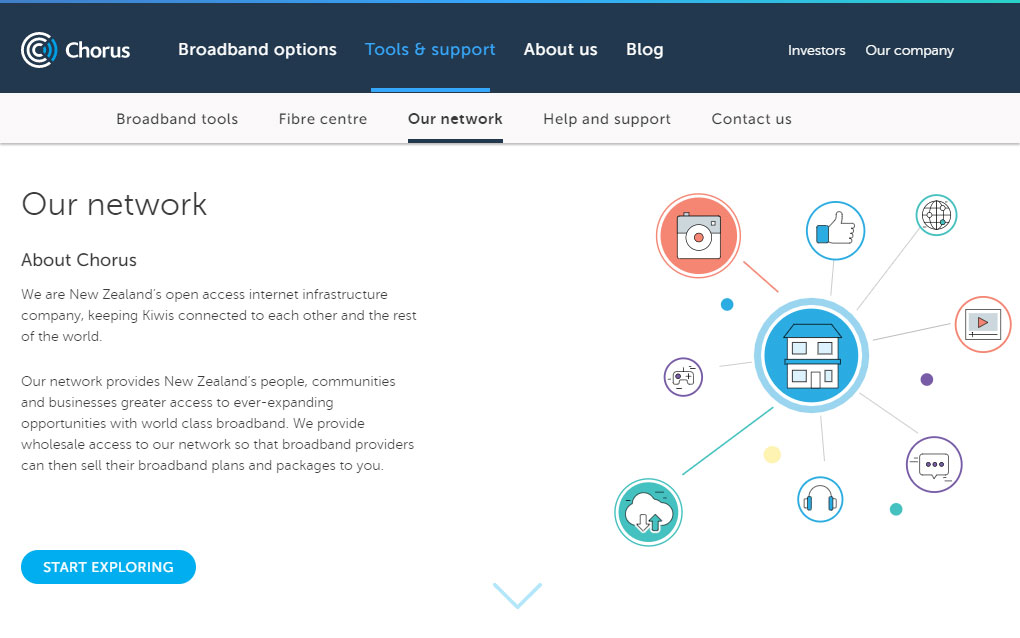 Chorus
Broadband options
Tools & support
About us
Blog
Investors
Our company
Broadband tools
Fibre centre
Our network
Help and support
Contact us
Our network
About Chorus
We are New Zealand's open access internet infrastructure
company, keeping Kiwis connected to each other and the rest
of the world.
Our network provides New Zealand's people, communities
and businesses greater access to ever-expanding
opportunities with world class broadband. We provide
wholesale access to our network so that broadband providers
can then sell their broadband plans and packages to you.
START EXPLORING